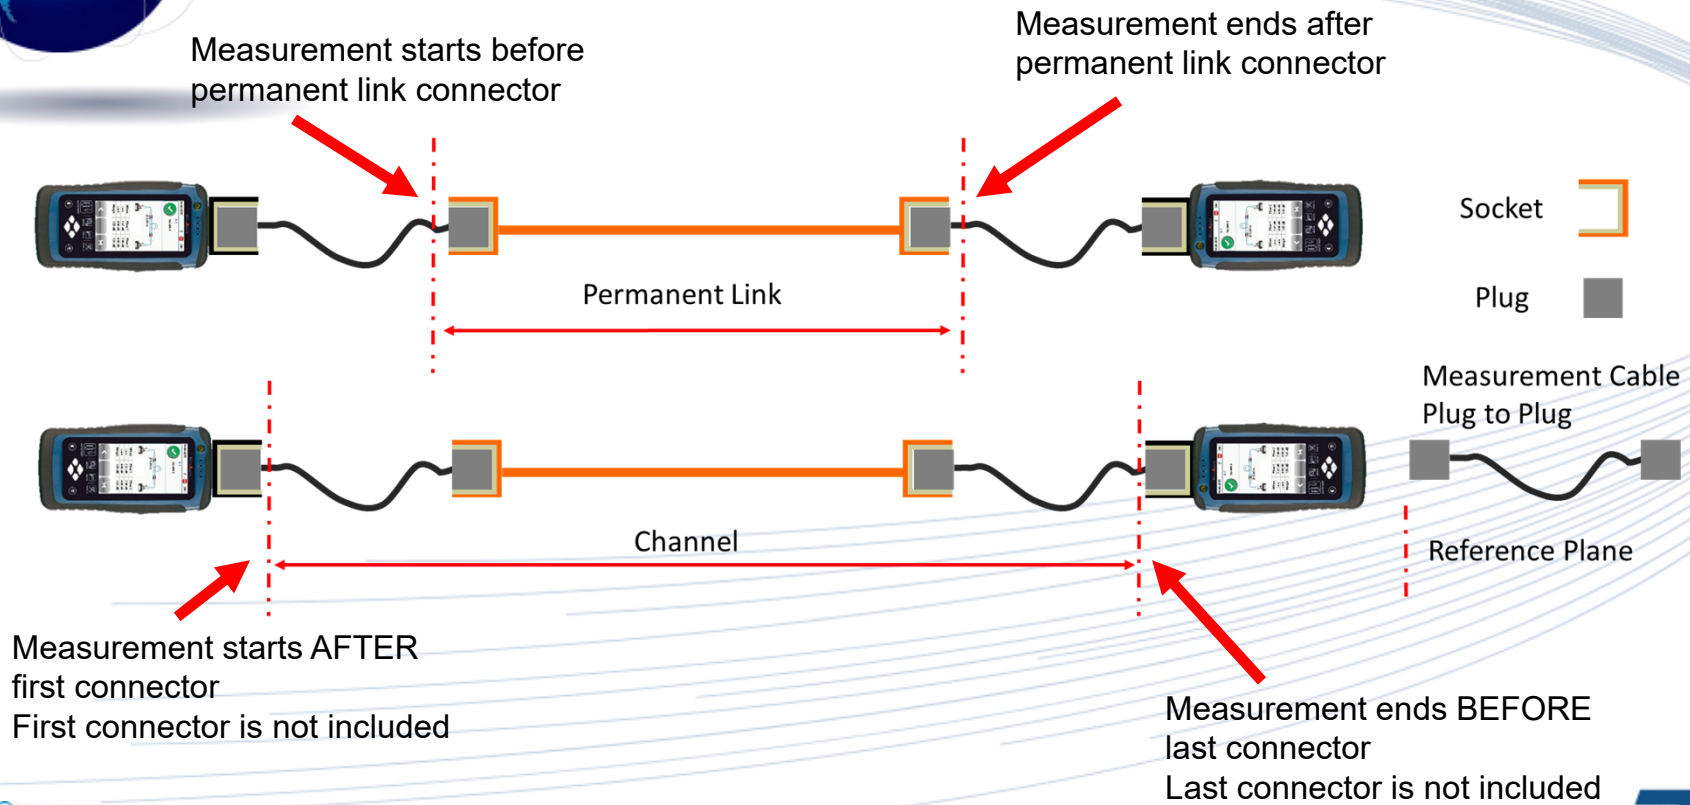 Measurement starts before
permanent link connector
Measurement ends after
permanent link connector
Socket
Plug
Permanent Link
Measurement Cable
Plug to Plug
Channel
Reference Plane
Measurement starts AFTER
first connector
First connector is not included
Measurement ends BEFORE
last connector
Last connector is not included